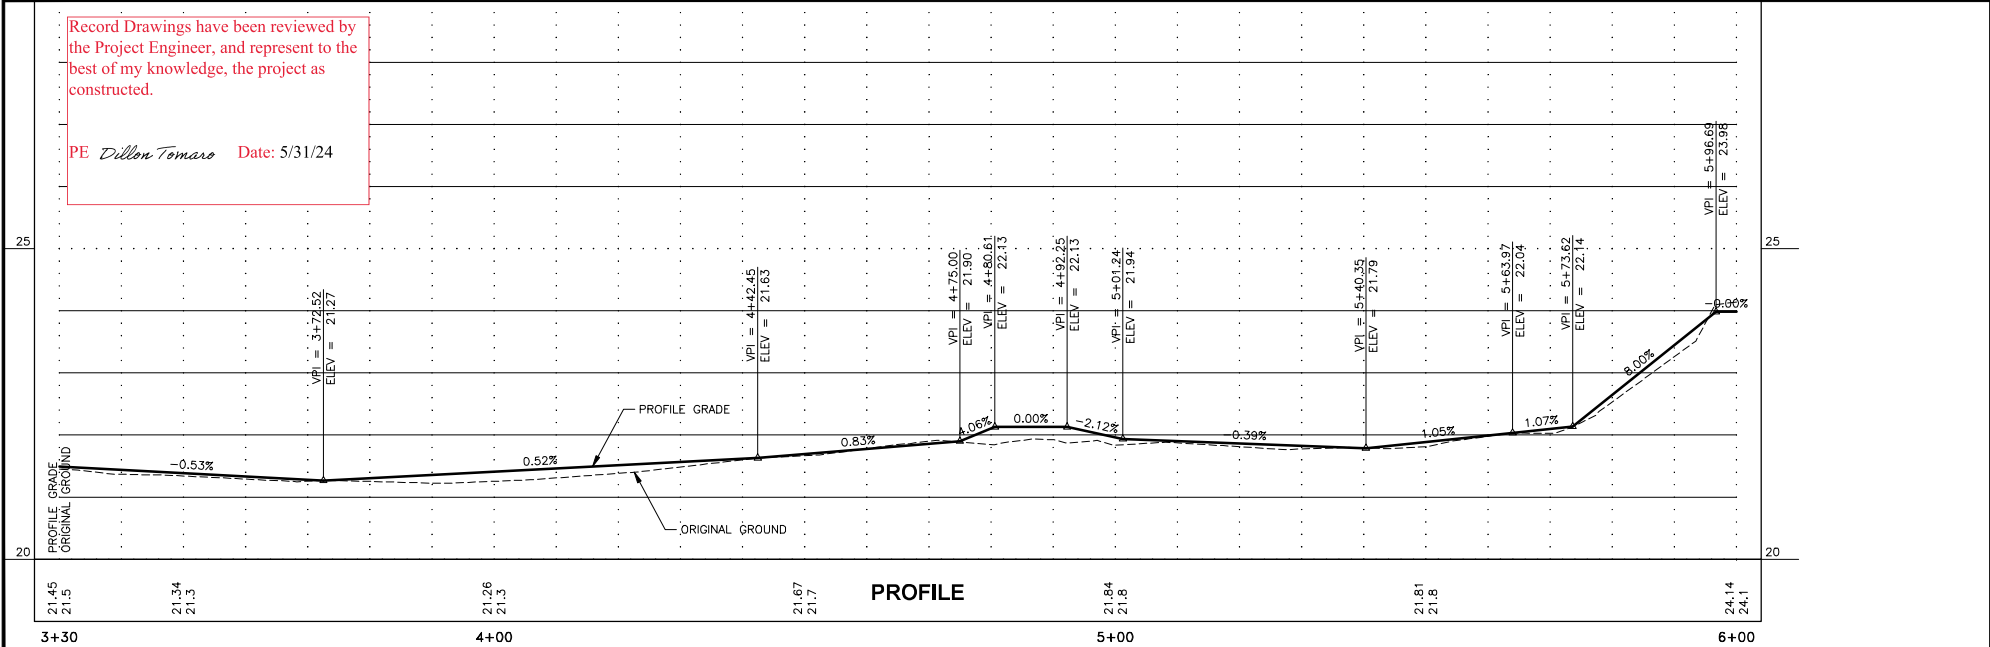 Record Drawings have been reviewed by
the Project Engineer, and represent to the
best of my knowledge, the project as
constructed.
PE Dillon Tomaro Date: 5/31/24
25
25
20
20
PROFILE GRADE
ORIGINAL GROUND
VPI = 3+72.52
ELEV = 21.27
VPI = 4+42.45
ELEV = 21.63
VPI = 4+75.00
ELEV = 21.90
VPI = 4+80.61
ELEV = 22.13
VPI = 4+92.25
ELEV = 22.13
VPI = 5+01.24
ELEV = 21.94
VPI = 5+40.35
ELEV = 21.79
VPI = 5+63.97
ELEV = 22.04
VPI = 5+73.62
ELEV = 22.14
VPI = 5+96.69
ELEV = 23.98
-0.53%
0.52%
0.83%
4.06%
0.00%
-2.12%
-0.39%
1.05%
1.07%
8.00%
-0.00%
PROFILE GRADE
ORIGINAL GROUND
21.45
21.5
21.34
21.3
21.26
21.3
21.67
21.7
PROFILE
21.84
21.8
21.81
21.8
24.14
24.1
3+30
4+00
5+00
6+00